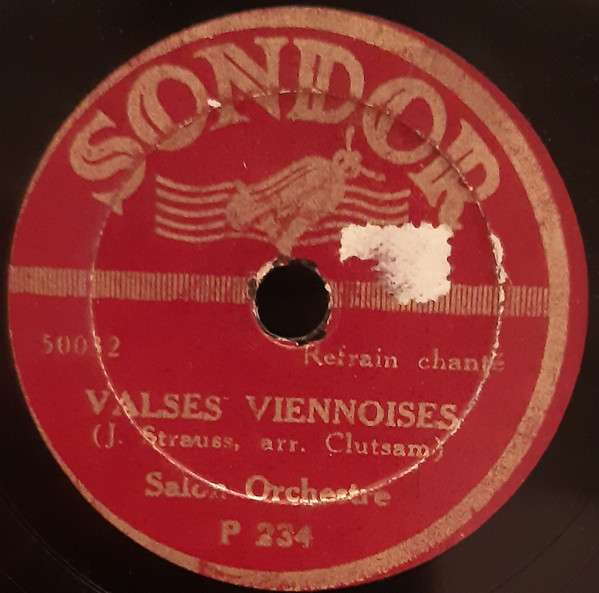 SONDOR
50032
Refrain chanté
VALSES VIENNOISES
(J. Strauss, arr. Clutsam)
Salon Orchestre
P 234